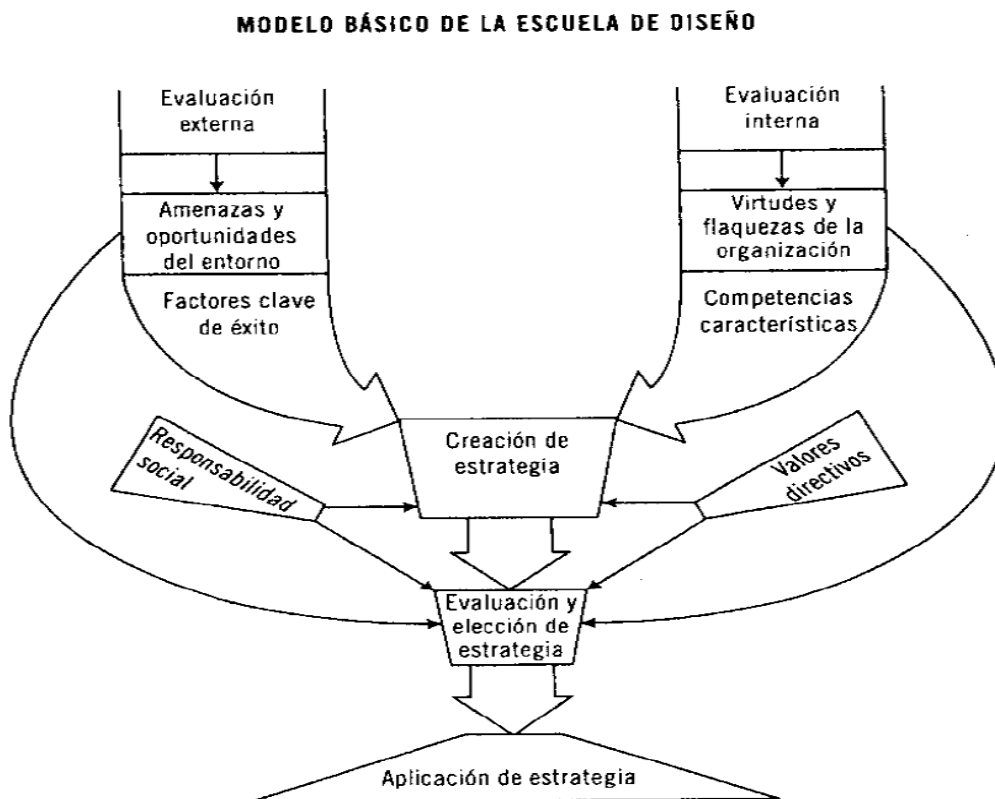 MODELO BÁSICO DE LA ESCUELA DE DISEÑO
Evaluación
externa
Evaluación
interna
Amenazas y
oportunidades
del entorno
Virtudes y
flaquezas de la
organización
Factores clave
de éxito
Competencias
características
Creación de
estrategia
Responsabilidad
social
Valores
directivos
Evaluación y
elección de
estrategia
Aplicación de estrategia